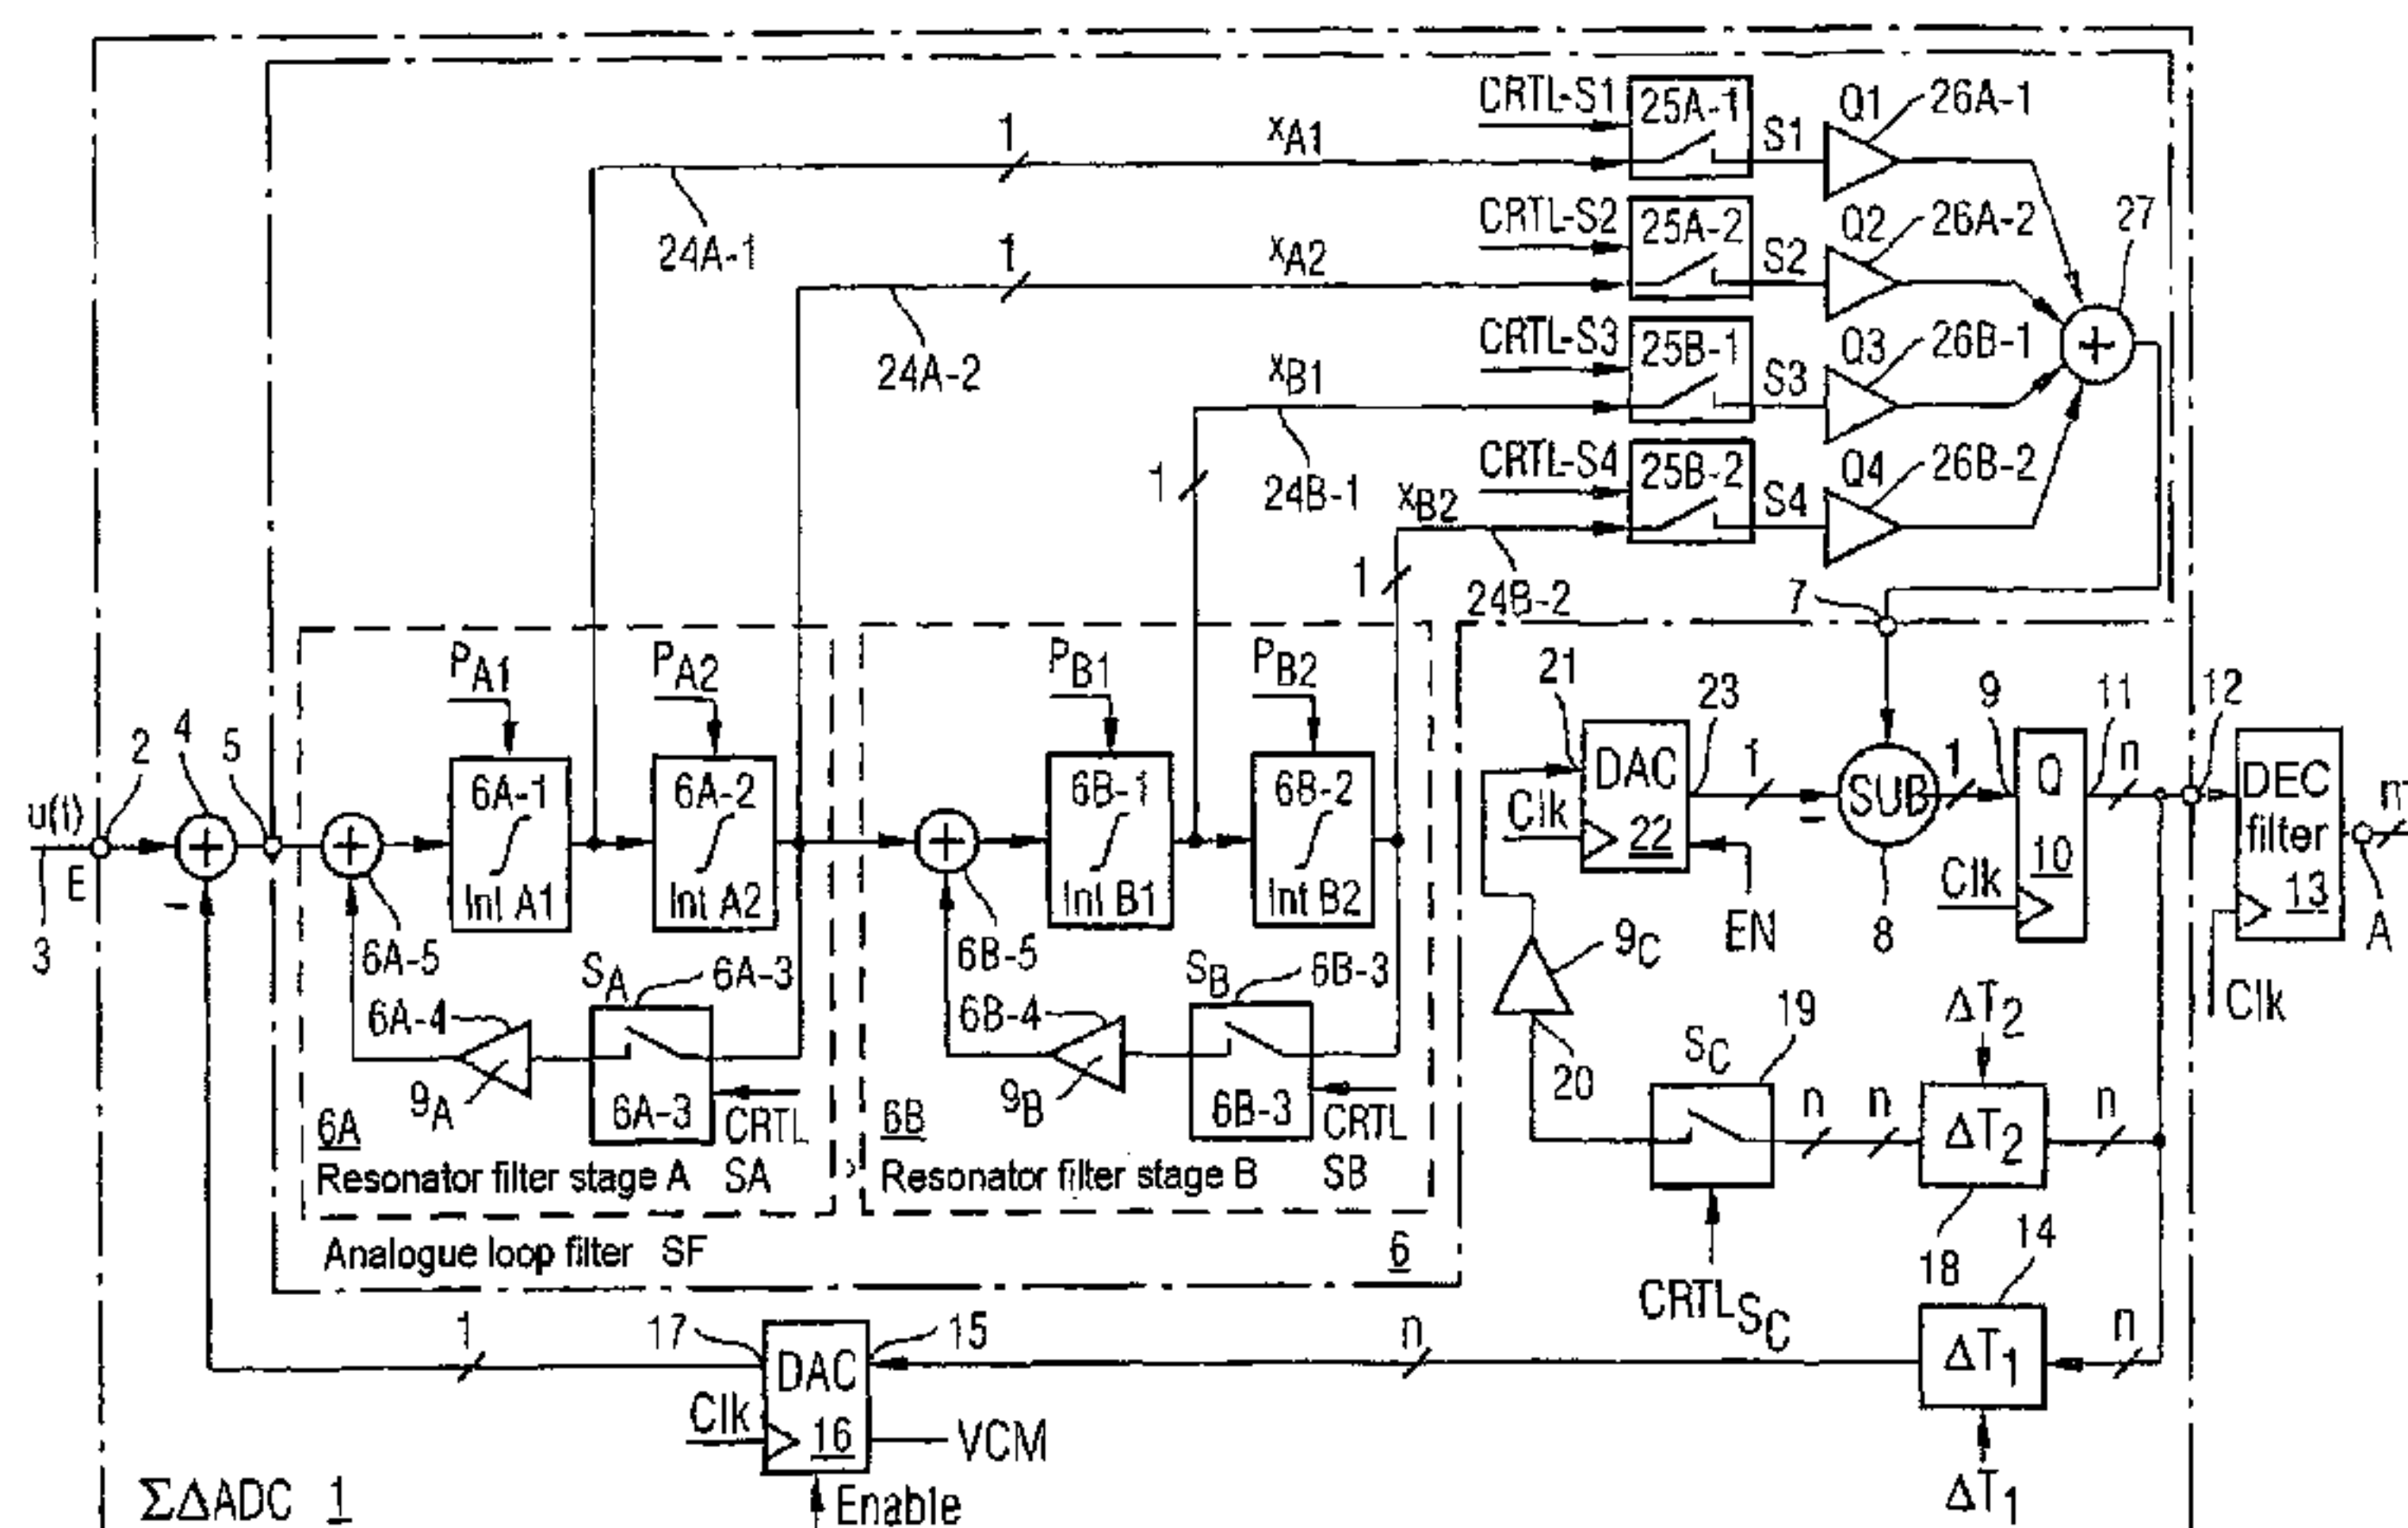 CRTL-S1
25A-1
S1
Q1
26A-1
1
xA1
24A-1
CRTL-S2
25A-2
S2
Q2
26A-2
27
1
xA2
24A-2
CRTL-S3
25B-1
S3
Q3
26B-1
xB1
24B-1
1
CRTL-S4
25B-2
S4
Q4
26B-2
xB2
24B-2
1
7
PA1
PA2
PB1
PB2
21
23
9
11
12
u(t)
2
4
5
E
3
6A-1
Int A1
6A-2
Int A2
6B-1
Int B1
6B-2
Int B2
DAC
22
Clk
EN
1
SUB
8
1
Q
10
Clk
n
DEC
filter
13
Clk
m
A
6A-5
6A-4
9A
SA
6A-3
6A-3
CRTL
SA
6A
Resonator filter stage A
6B-5
6B-4
9B
SB
6B-3
6B-3
CRTL
SB
6B
Resonator filter stage B
9C
20
SC
19
CRTLSC
n
n
ΔT2
ΔT2
18
n
Analogue loop filter SF
6
1
17
DAC
16
15
Clk
VCM
Enable
n
14
ΔT1
ΔT1
n
ΣΔADC 1